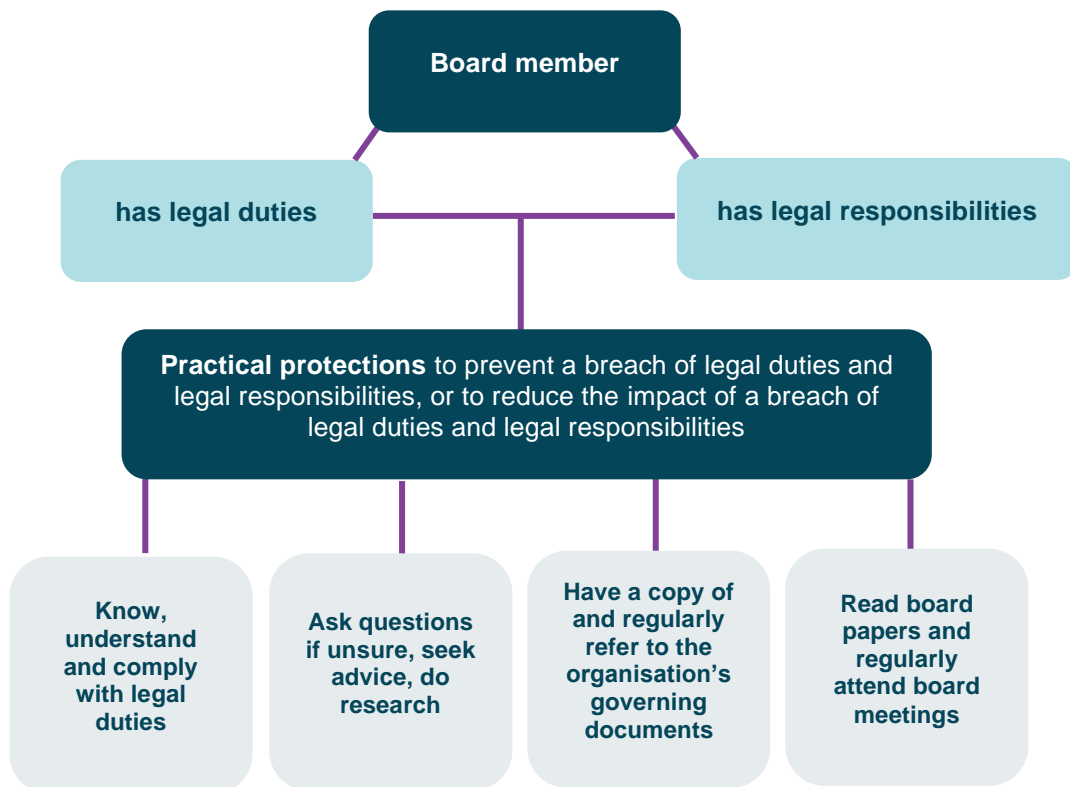 Board member
has legal duties
has legal responsibilities
Practical protections to prevent a breach of legal duties and
legal responsibilities, or to reduce the impact of a breach of
legal duties and legal responsibilities
Know,
understand
and comply
with legal
duties
Ask questions
if unsure, seek
advice, do
research
Have a copy of
and regularly
refer to the
organisation’s
governing
documents
Read board
papers and
regularly
attend board
meetings